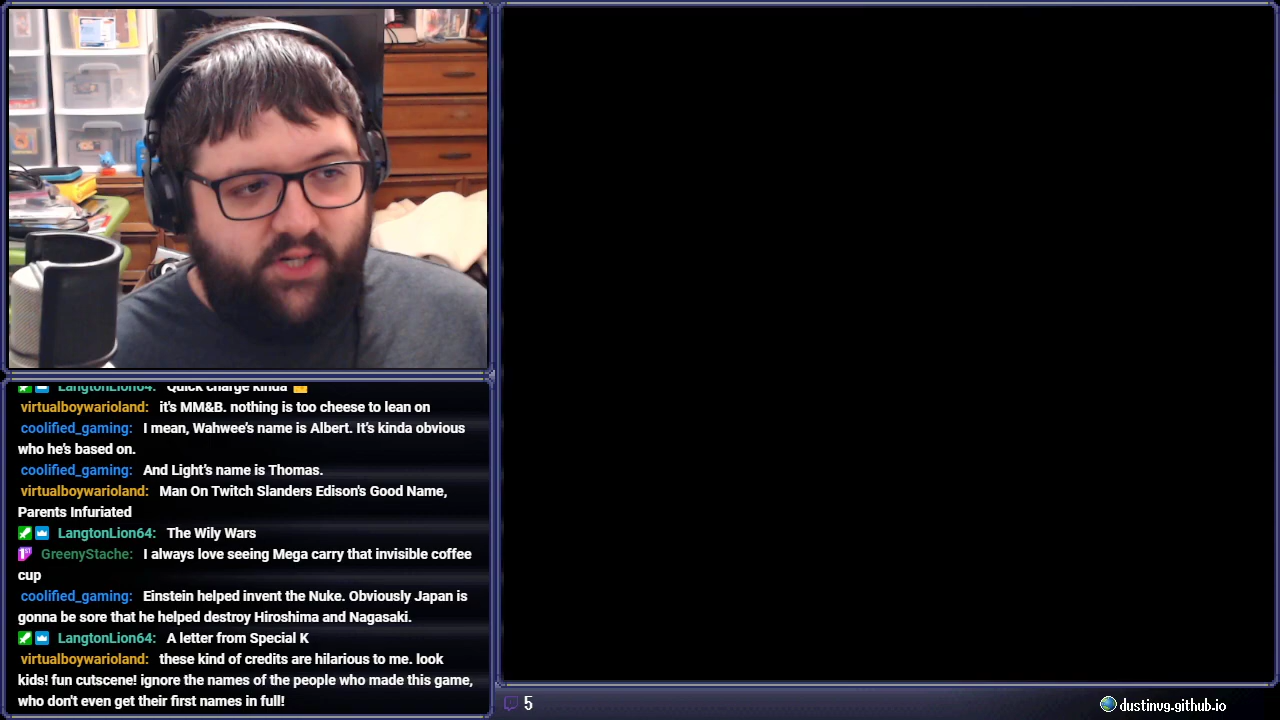 LangtonLion64: Quick charge kinda
virtualboywarioland: it's MM&B. nothing is too cheese to lean on
coolified_gaming: I mean, Wahwee's name is Albert. It's kinda obvious
who he's based on.
coolified_gaming: And Light's name is Thomas.
virtualboywarioland: Man On Twitch Slanders Edison's Good Name,
Parents Infuriated
LangtonLion64: The Wily Wars
1ST GreenyStache: I always love seeing Mega carry that invisible coffee
cup
coolified_gaming: Einstein helped invent the Nuke. Obviously Japan is
gonna be sore that he helped destroy Hiroshima and Nagasaki.
LangtonLion64: A letter from Special K
virtualboywarioland: these kind of credits are hilarious to me. look
kids! fun cutscene! ignore the names of the people who made this game,
who don't even get their first names in full!
5
dustinvg.github.io